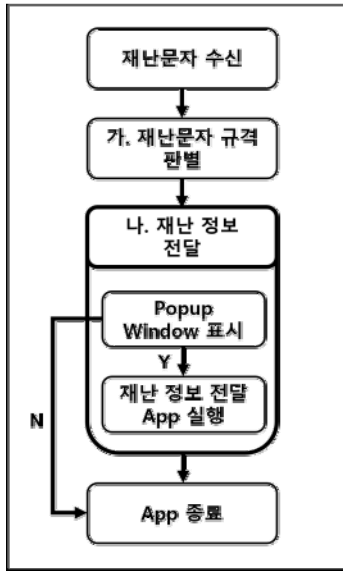 재난문자 수신
가. 재난문자 규격
판별
나. 재난 정보
전달
Popup
Window 표시
Y
재난 정보 전달
App 실행
N
App 종료